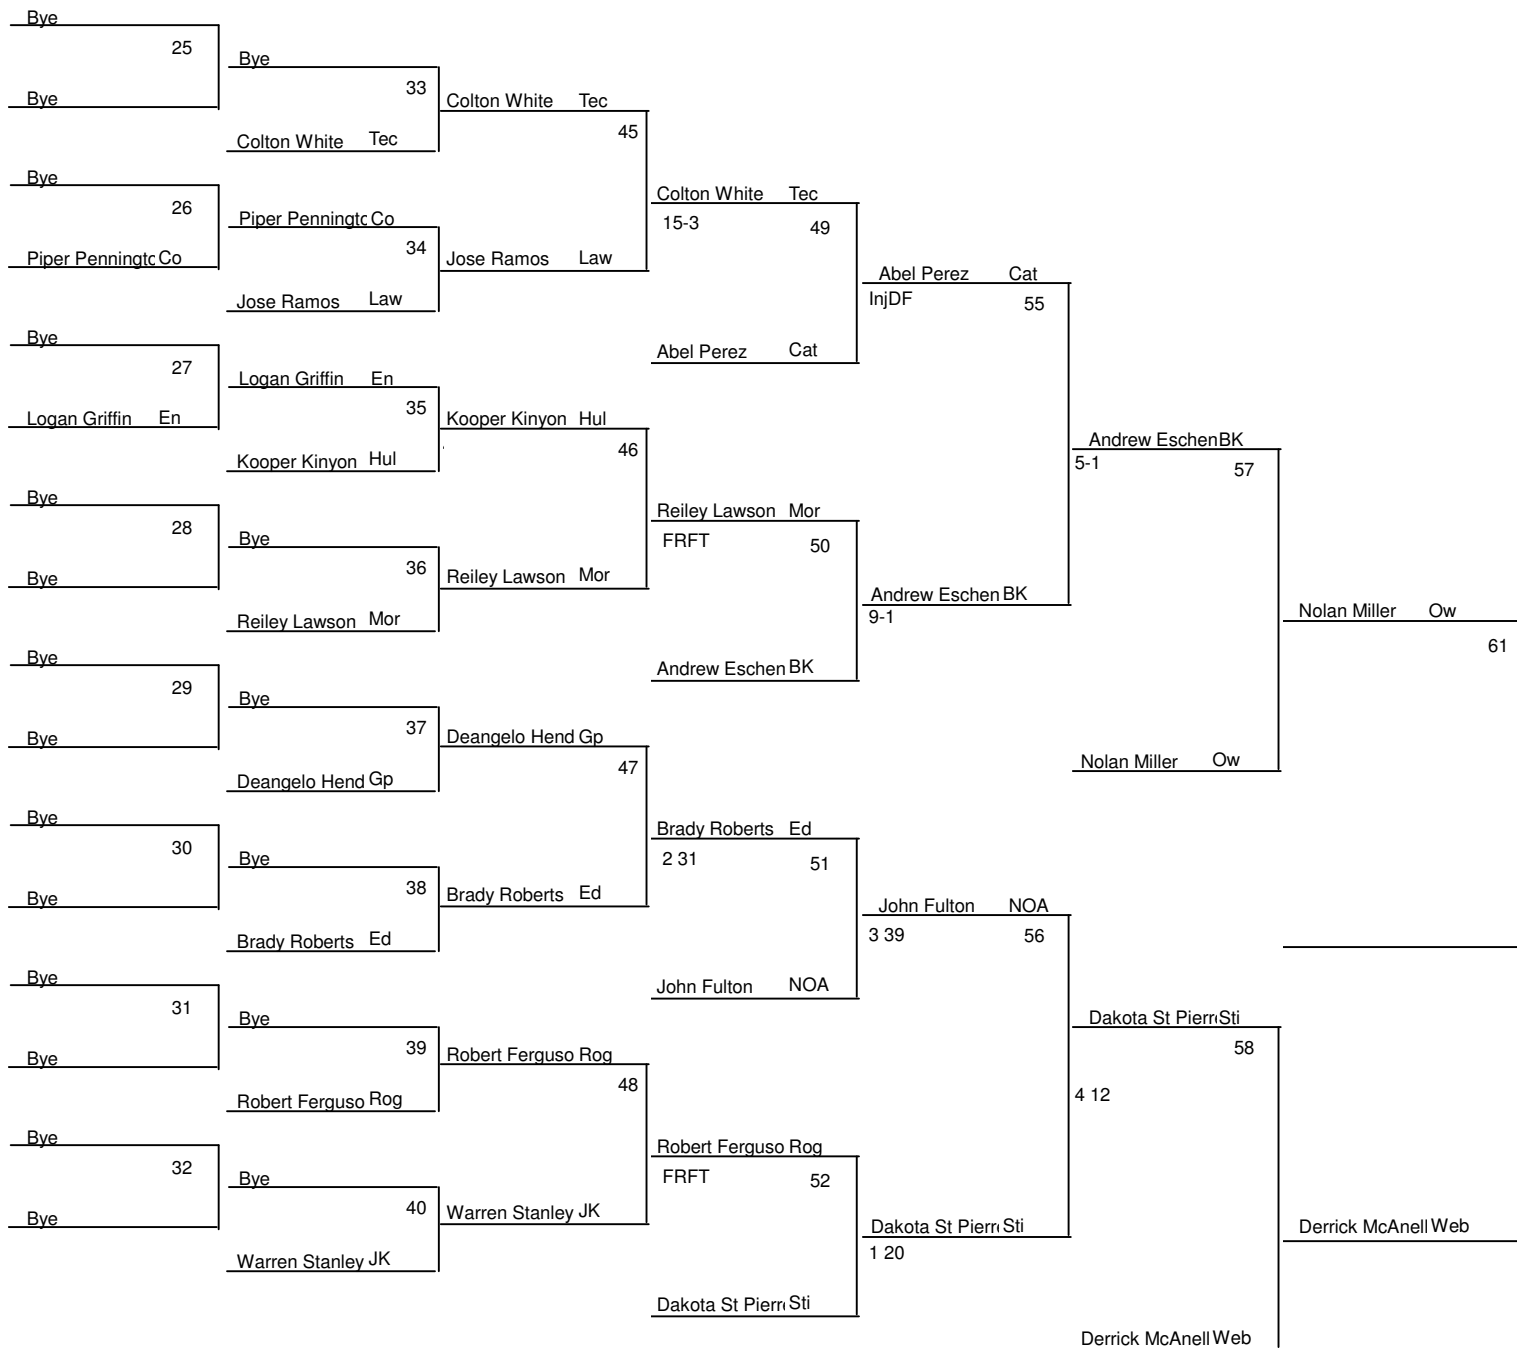 Bye
25
Bye
Bye
33
Colton White Tec
Colton White Tec
45
Bye
26
Piper Penningtc Co
Piper Penningtc Co
34
Jose Ramos Law
Jose Ramos Law
Colton White Tec
15-3
49
Abel Perez Cat
Abel Perez Cat
InjDF
55
Bye
27
Logan Griffin En
Logan Griffin En
35
Kooper Kinyon Hul
Kooper Kinyon Hul
46
Bye
28
Bye
Bye
36
Reiley Lawson Mor
Reiley Lawson Mor
Reiley Lawson Mor
FRFT
50
Andrew Eschen BK
Andrew Eschen BK
9-1
Andrew Eschen BK
5-1
57
Nolan Miller Ow
Nolan Miller Ow
61
Bye
29
Bye
Bye
37
Deangelo Hend Gp
Deangelo Hend Gp
47
Bye
30
Bye
Bye
38
Brady Roberts Ed
Brady Roberts Ed
Brady Roberts Ed
2 31
51
John Fulton NOA
John Fulton NOA
3 39
56
Bye
31
Bye
Bye
39
Robert Ferguso Rog
Robert Ferguso Rog
48
Bye
32
Bye
Bye
40
Warren Stanley JK
Warren Stanley JK
Robert Ferguso Rog
FRFT
52
Dakota St Pierr Sti
Dakota St Pierr Sti
1 20
Dakota St Pierr Sti
58
4 12
Derrick McAnell Web
Derrick McAnell Web